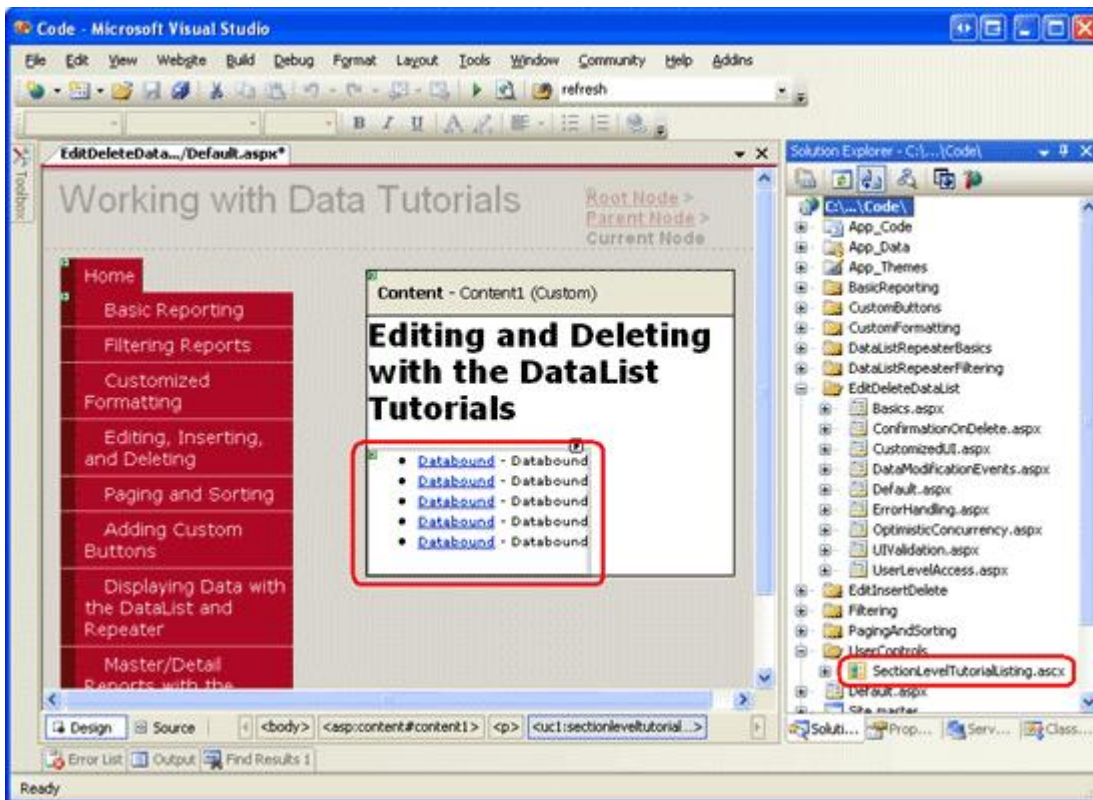 Code - Microsoft Visual Studio
File Edit View Website Build Debug Format Layout Tools Window Community Help Addins
refresh
B I U A
Toolbox
EditDeleteData.../Default.aspx*
Working with Data Tutorials
Root Node >
Parent Node >
Current Node
Home
Basic Reporting
Filtering Reports
Customized
Formatting
Editing, Inserting,
and Deleting
Paging and Sorting
Adding Custom
Buttons
Displaying Data with
the DataList and
Repeater
Master/Detail
Reports with the
Content - Content1 (Custom)
Editing and Deleting
with the DataList
Tutorials
• Databound - Databound
• Databound - Databound
• Databound - Databound
• Databound - Databound
• Databound - Databound
Solution Explorer - C:\...\Code\
C:\...\Code\
App_Code
App_Data
App_Themes
BasicReporting
CustomButtons
CustomFormatting
DataListRepeaterBasics
DataListRepeaterFiltering
EditDeleteDataList
Basics.aspx
ConfirmationOnDelete.aspx
CustomizedUI.aspx
DataModificationEvents.aspx
Default.aspx
ErrorHandling.aspx
OptimisticConcurrency.aspx
UIValidation.aspx
UserLevelAccess.aspx
EditInsertDelete
Filtering
PagingAndSorting
UserControls
SectionLevelTutorialListing.ascx
Default.aspx
Site.master
Design Source <body> <asp:content#content1> <p> <uc1:sectionleveltutorial...>
Soluti... Prop... Serv... Class...
Error List Output Find Results 1
Ready